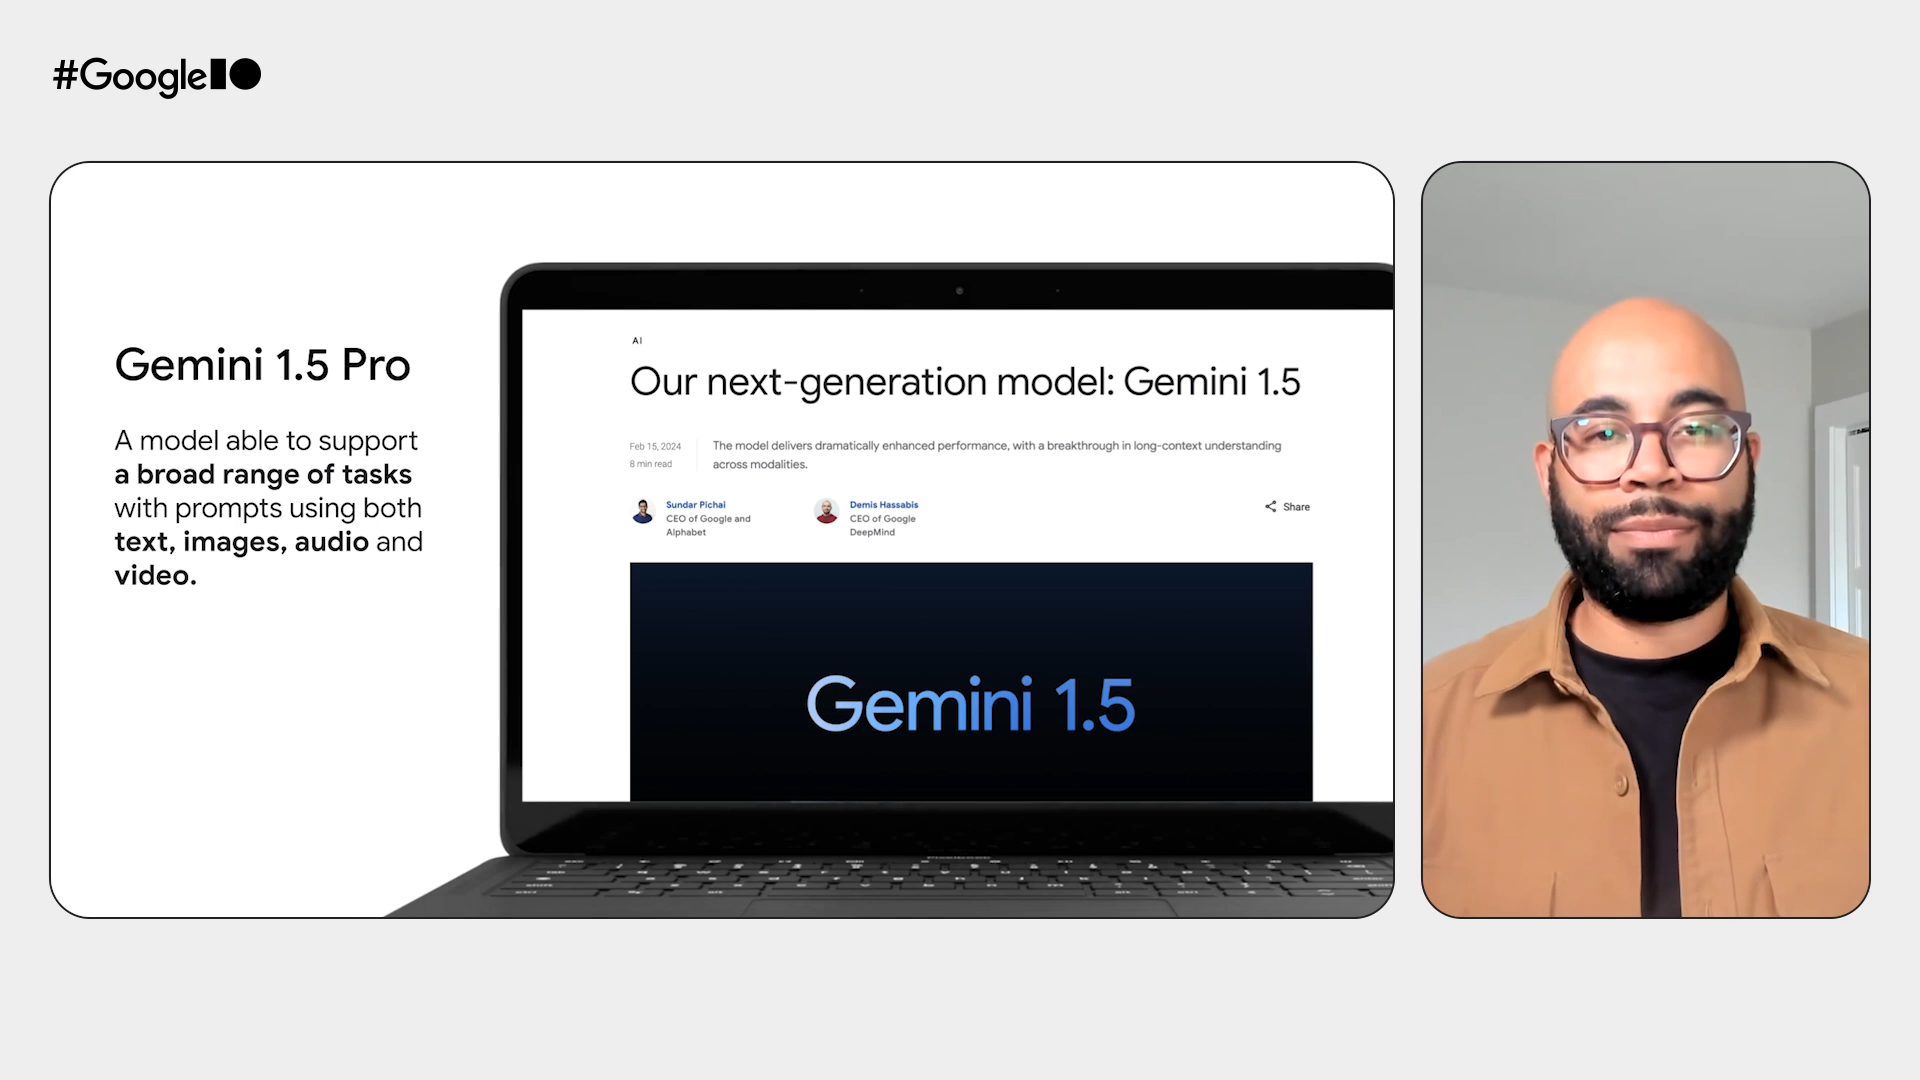 #GoogleIO
Gemini 1.5 Pro
A model able to support
a broad range of tasks
with prompts using both
text, images, audio and
video.
AI
Our next-generation model: Gemini 1.5
Feb 15, 2024
8 min read
The model delivers dramatically enhanced performance, with a breakthrough in long-context understanding
across modalities.
Sundar Pichai
CEO of Google and
Alphabet
Demis Hassabis
CEO of Google
DeepMind
Share
Gemini 1.5